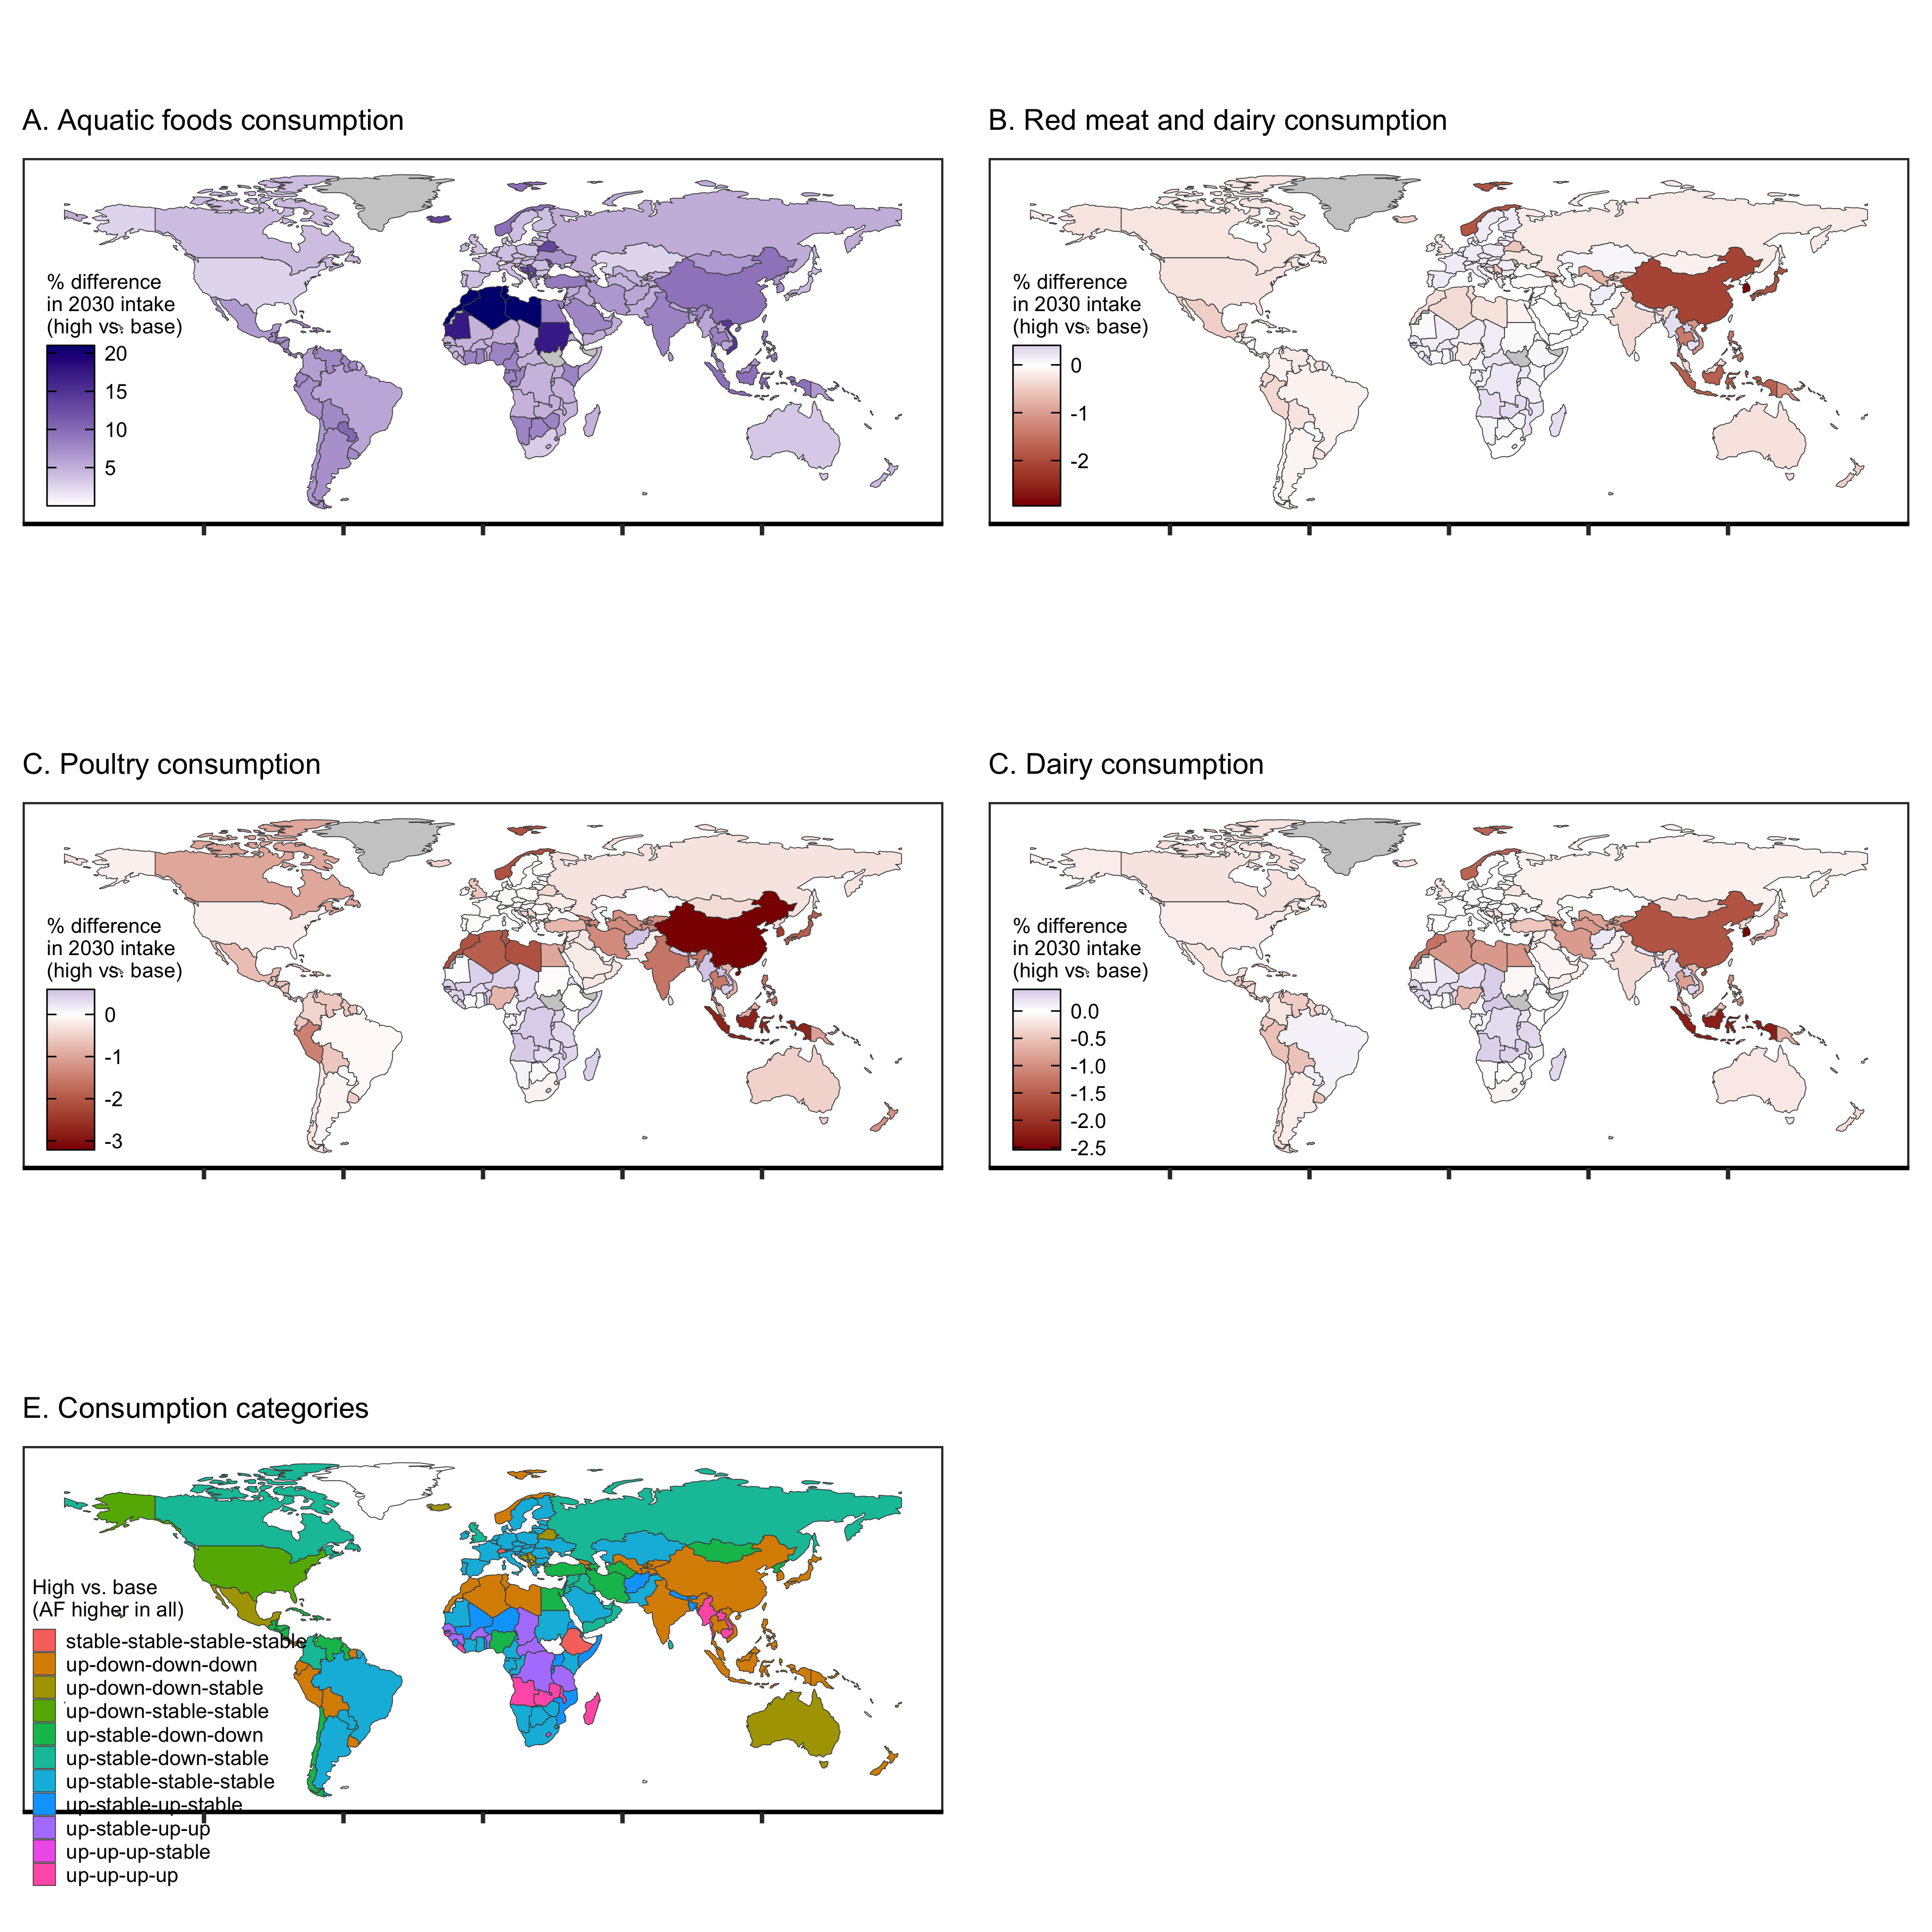 A. Aquatic foods consumption
% difference
in 2030 intake
(high vs. base)
20
15
10
5
B. Red meat and dairy consumption
% difference
in 2030 intake
(high vs. base)
0
-1
-2
C. Poultry consumption
% difference
in 2030 intake
(high vs. base)
0
-1
-2
-3
C. Dairy consumption
% difference
in 2030 intake
(high vs. base)
0.0
-0.5
-1.0
-1.5
-2.0
-2.5
E. Consumption categories
High vs. base
(AF higher in all)
stable-stable-stable-stable
up-down-down-down
up-down-down-stable
up-down-stable-stable
up-stable-down-down
up-stable-down-stable
up-stable-stable-stable
up-stable-up-stable
up-stable-up-up
up-up-up-stable
up-up-up-up